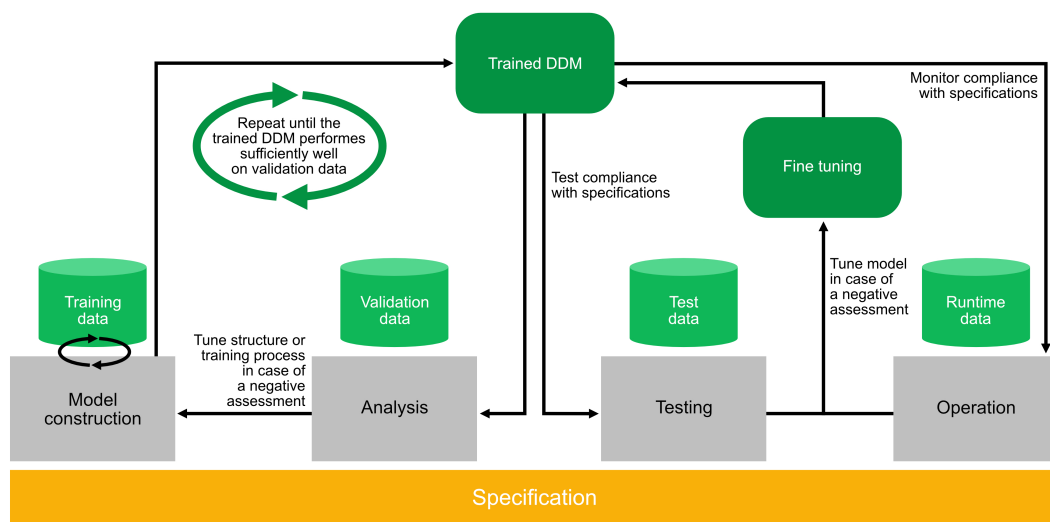 Trained DDM
Monitor compliance
with specifications
Repeat until the
trained DDM performes
sufficiently well
on validation data
Fine tuning
Test compliance
with specifications
Training
data
Validation
data
Test
data
Tune model
in case of
a negative
assessment
Runtime
data
Tune structure or
training process
in case of
a negative
assessment
Model
construction
Analysis
Testing
Operation
Specification